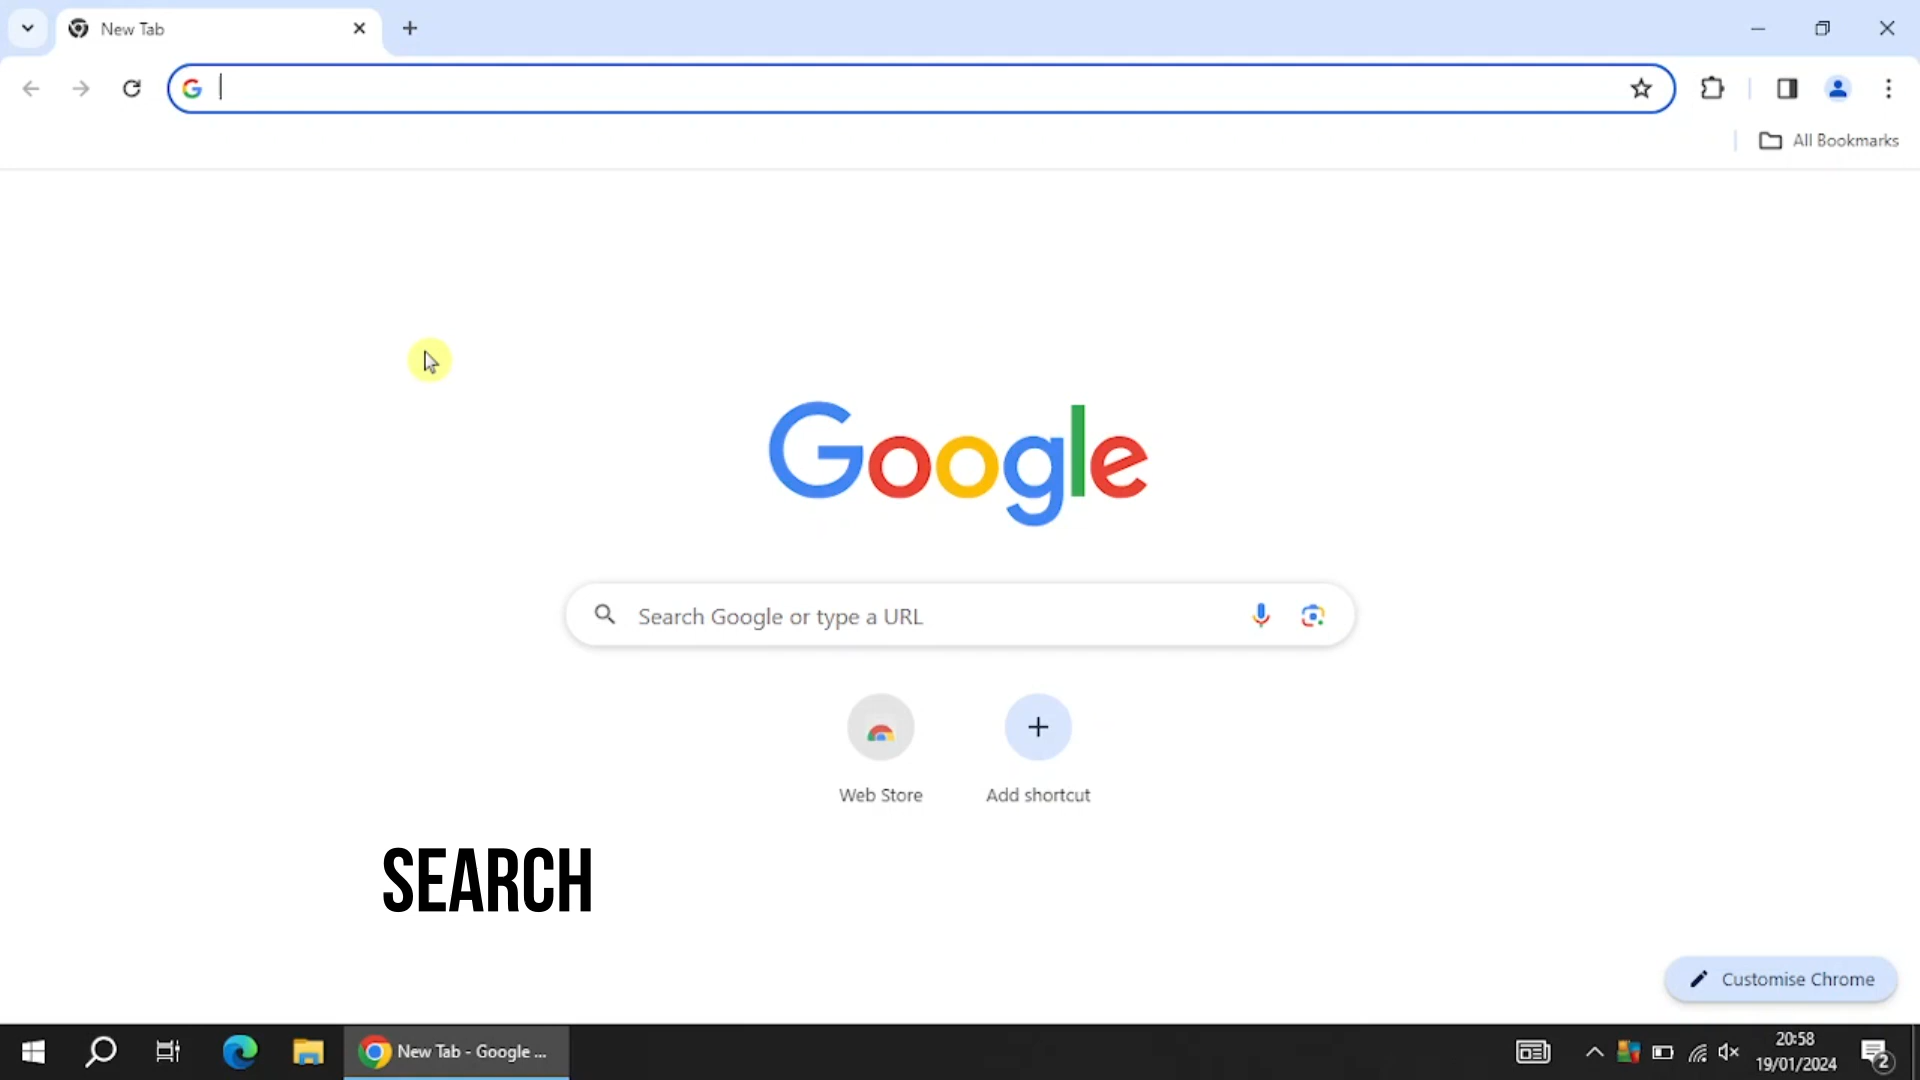 New Tab
All Bookmarks
Google
Search Google or type a URL
Web Store
Add shortcut
SEARCH
Customise Chrome
New Tab - Google ...
20:58
19/01/2024
2